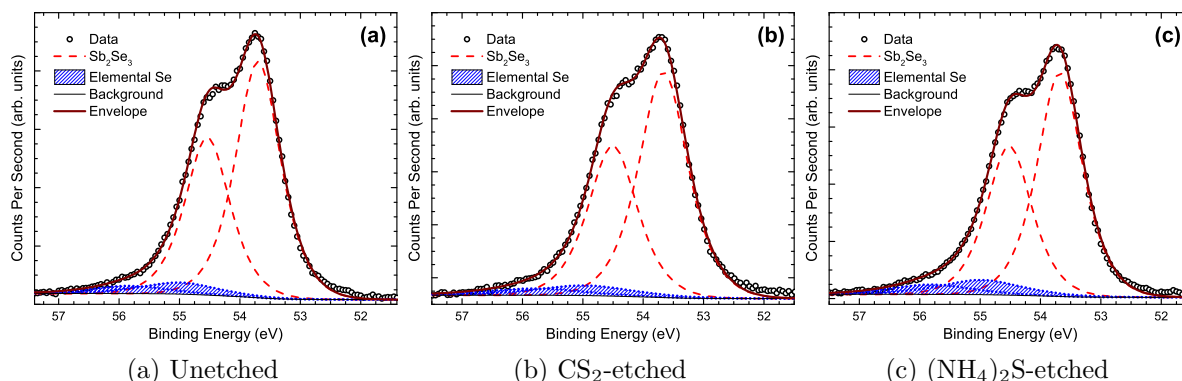 (a)
Data
Sb₂Se₃
Elemental Se
Background
Envelope
Counts Per Second (arb. units)
57 56 55 54 53 52
Binding Energy (eV)
(a) Unetched
(b)
Data
Sb₂Se₃
Elemental Se
Background
Envelope
Counts Per Second (arb. units)
57 56 55 54 53 52
Binding Energy (eV)
(b) CS₂-etched
(c)
Data
Sb₂Se₃
Elemental Se
Background
Envelope
Counts Per Second (arb. units)
57 56 55 54 53 52
Binding Energy (eV)
(c) (NH₄)₂S-etched